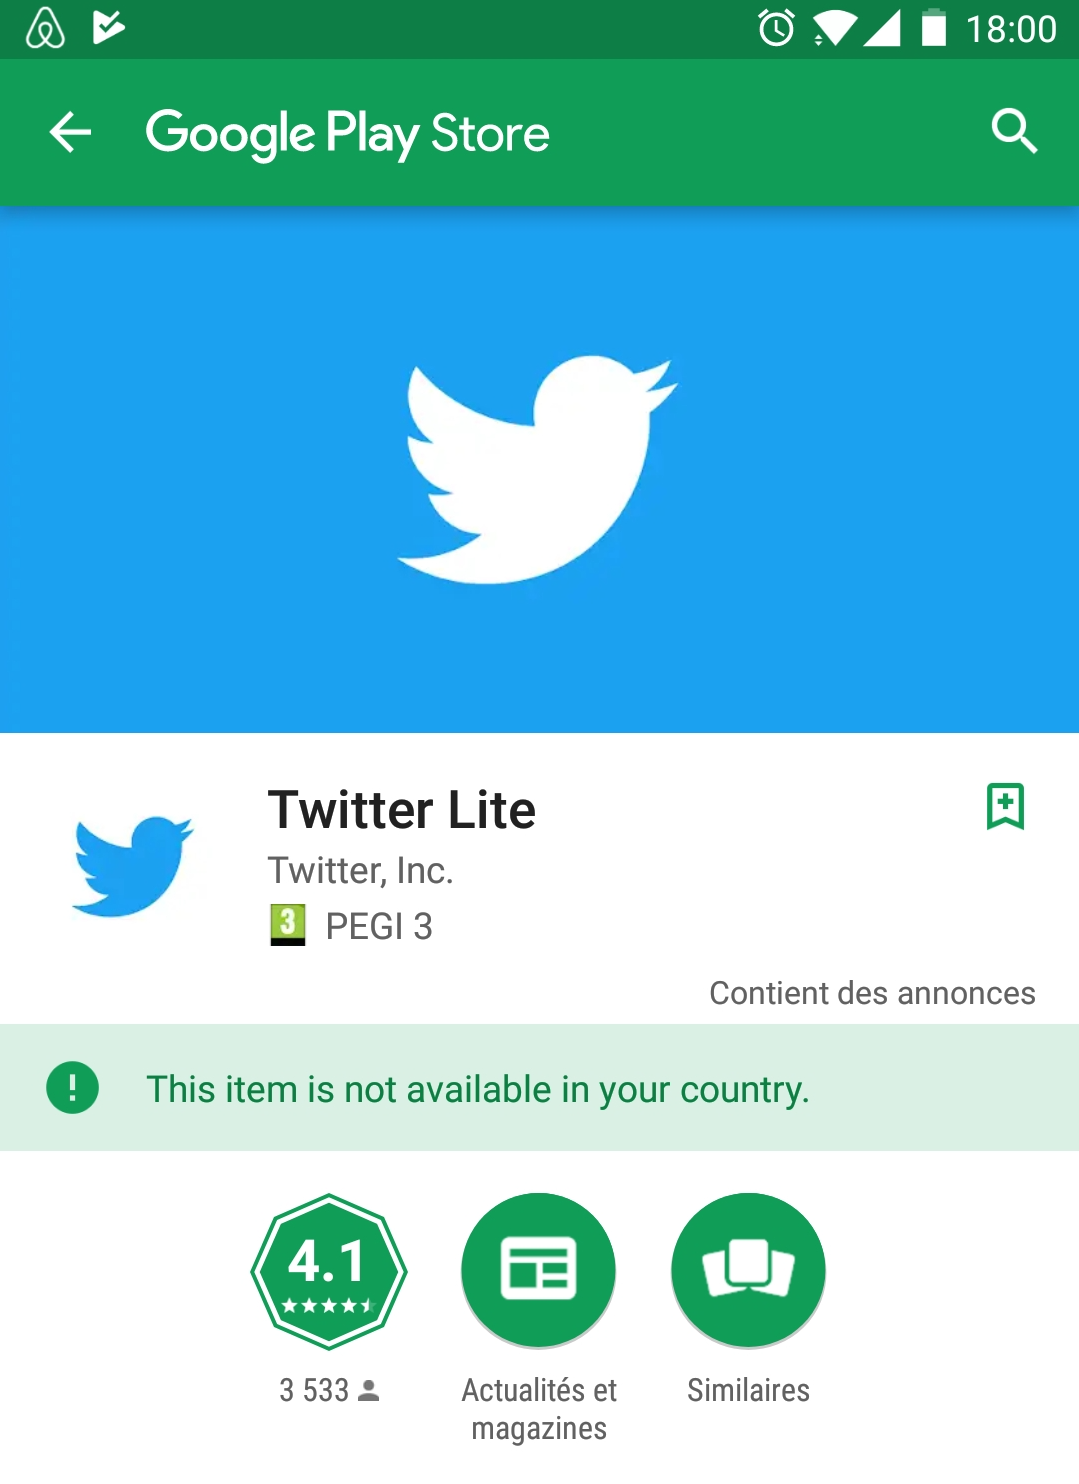 18:00
Google Play Store
Twitter Lite
Twitter, Inc.
3 PEGI 3
Contient des annonces
This item is not available in your country.
4.1
3 533
Actualités et
magazines
Similaires